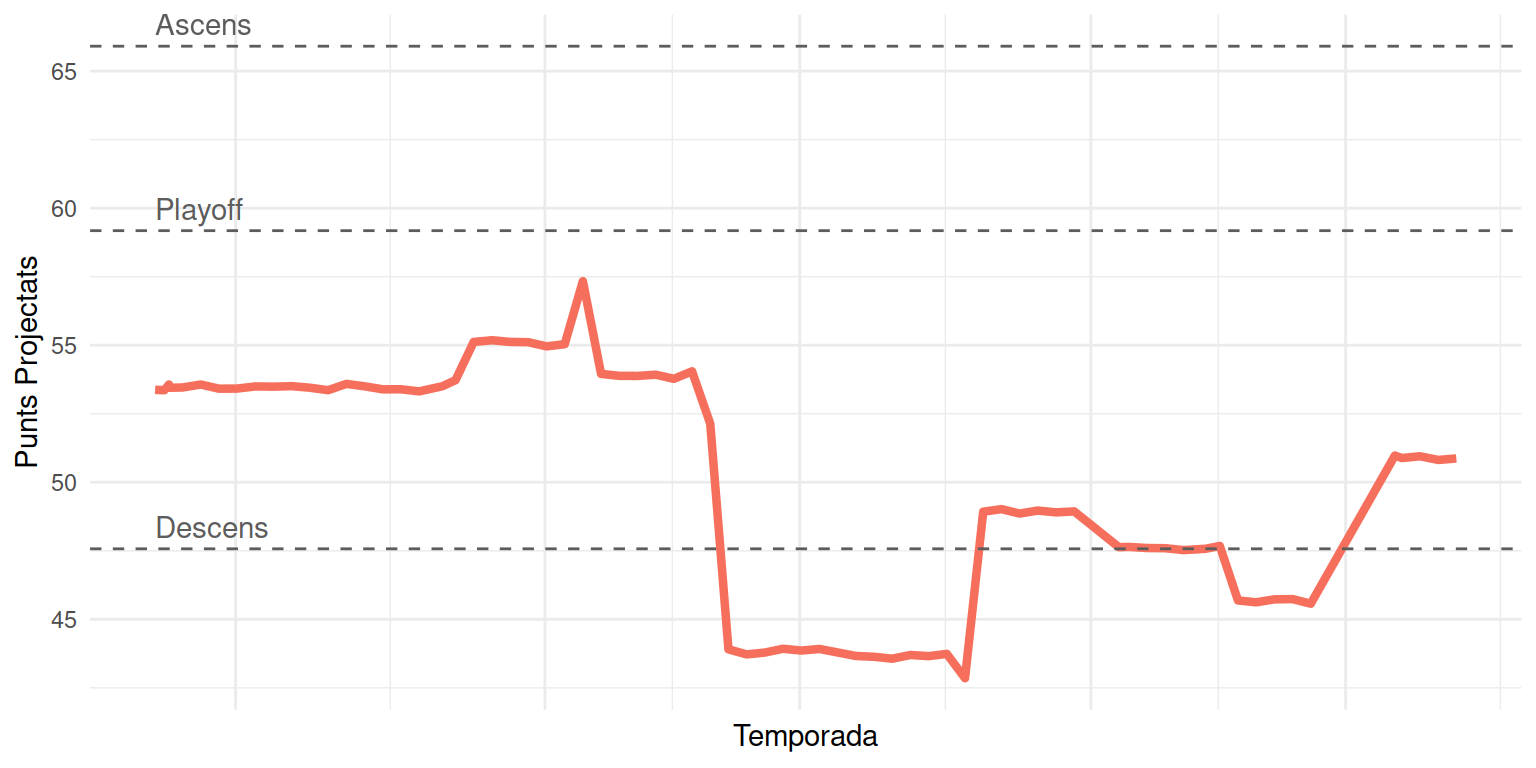 Ascens
65
Playoff
60
55
50
Descens
45
Punts Projectats
Temporada